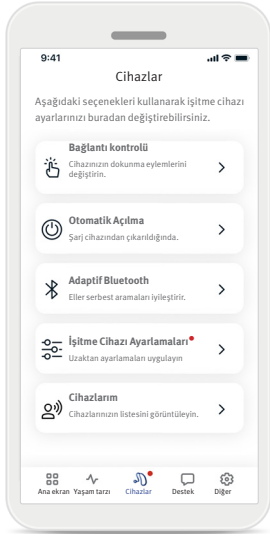 9:41
Cihazlar
Aşağıdaki seçenekleri kullanarak işitme cihazı
ayarlarınızı buradan değiştirebilirsiniz.
Bağlantı kontrolü
Cihazınızın dokunma eylemlerini
değiştirin.
Otomatik Açılma
Şarj cihazından çıkarıldığında.
Adaptif Bluetooth
Eller serbest aramaları iyileştirir.
İşitme Cihazı Ayarlamaları
Uzaktan ayarlamaları uygulayın
Cihazlarım
Cihazlarınızın listesini görüntüleyin.
Ana ekran Yaşam tarzı Cihazlar Destek Diğer